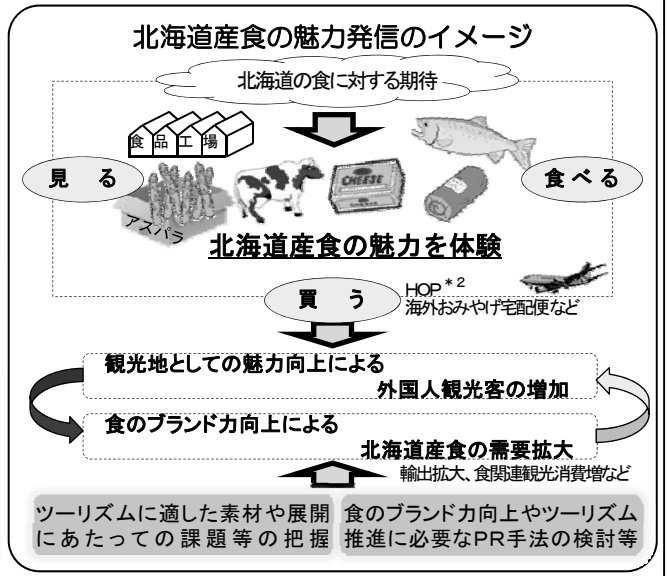 北海道産食の魅力発信のイメージ
北海道の食に対する期待
食品工場
見る
食べる
CHEESE
アスパラ
北海道産食の魅力を体験
買う
HOP＊2
海外おみやげ宅配便など
観光地としての魅力向上による
外国人観光客の増加
食のブランド力向上による
北海道産食の需要拡大
輸出拡大、食関連観光消費増など
ツーリズムに適した素材や展開
にあたっての課題等の把握
食のブランド力向上やツーリズム
推進に必要なPR手法の検討等